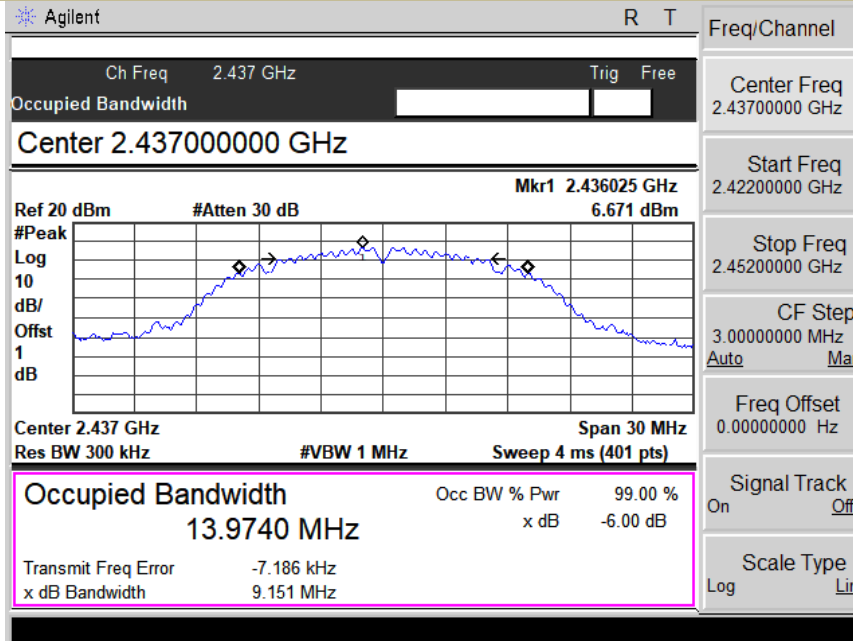 Agilent R T
Ch Freq 2.437 GHz Trig Free
Occupied Bandwidth
Center 2.437000000 GHz
Mkr1 2.436025 GHz
Ref 20 dBm #Atten 30 dB 6.671 dBm
#Peak
Log
10
dB/
Offst
1
dB
1
Center 2.437 GHz Span 30 MHz
Res BW 300 kHz #VBW 1 MHz Sweep 4 ms (401 pts)
Occupied Bandwidth Occ BW % Pwr 99.00 %
13.9740 MHz x dB -6.00 dB
Transmit Freq Error -7.186 kHz
x dB Bandwidth 9.151 MHz
Freq/Channel
Center Freq
2.43700000 GHz
Start Freq
2.42200000 GHz
Stop Freq
2.45200000 GHz
CF Step
3.00000000 MHz
Auto Ma
Freq Offset
0.00000000 Hz
Signal Track
On Off
Scale Type
Log Lin